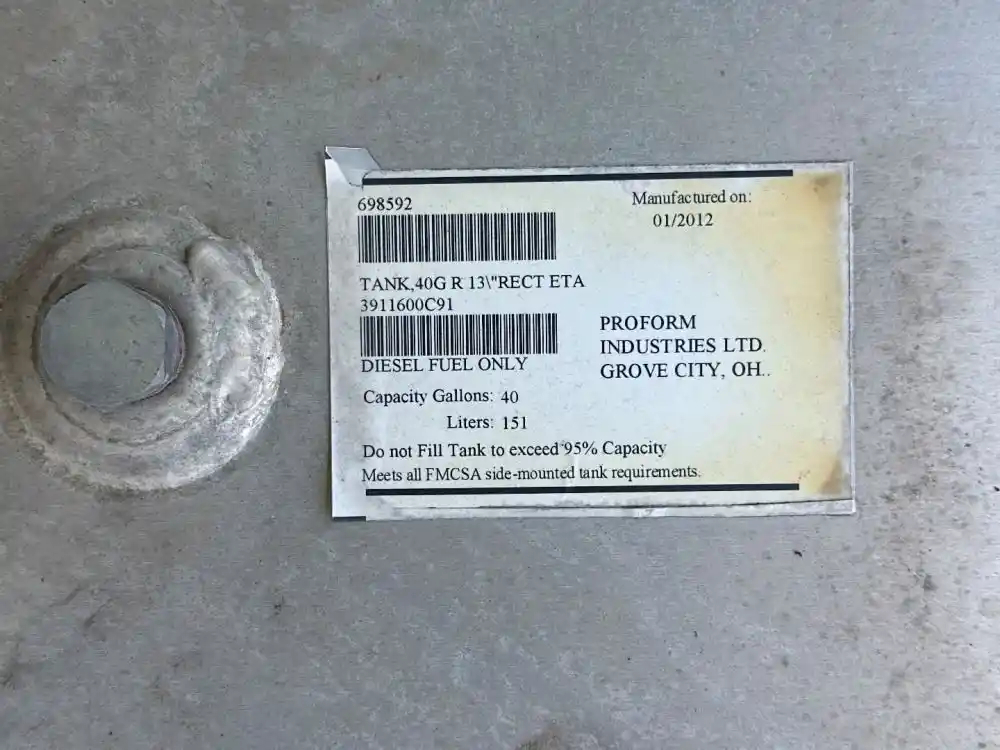 698592
Manufactured on:
01/2012
TANK,40G R 13\"RECT ETA
3911600C91
DIESEL FUEL ONLY
PROFORM
INDUSTRIES LTD.
GROVE CITY, OH..
Capacity Gallons: 40
Liters: 151
Do not Fill Tank to exceed 95% Capacity
Meets all FMCSA side-mounted tank requirements.